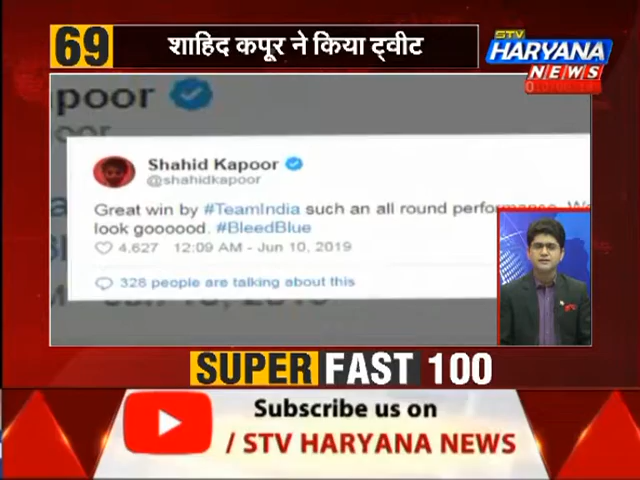 69
शाहिद कपूर ने किया ट्वीट
STV
HARYANA
NEWS
poor
Shahid Kapoor
@shahidkapoor
Great win by #TeamIndia such an all round performance. We
look goooood. #BleedBlue
4,627 12:09 AM - Jun 10, 2019
328 people are talking about this
SUPER FAST 100
Subscribe us on
/ STV HARYANA NEWS